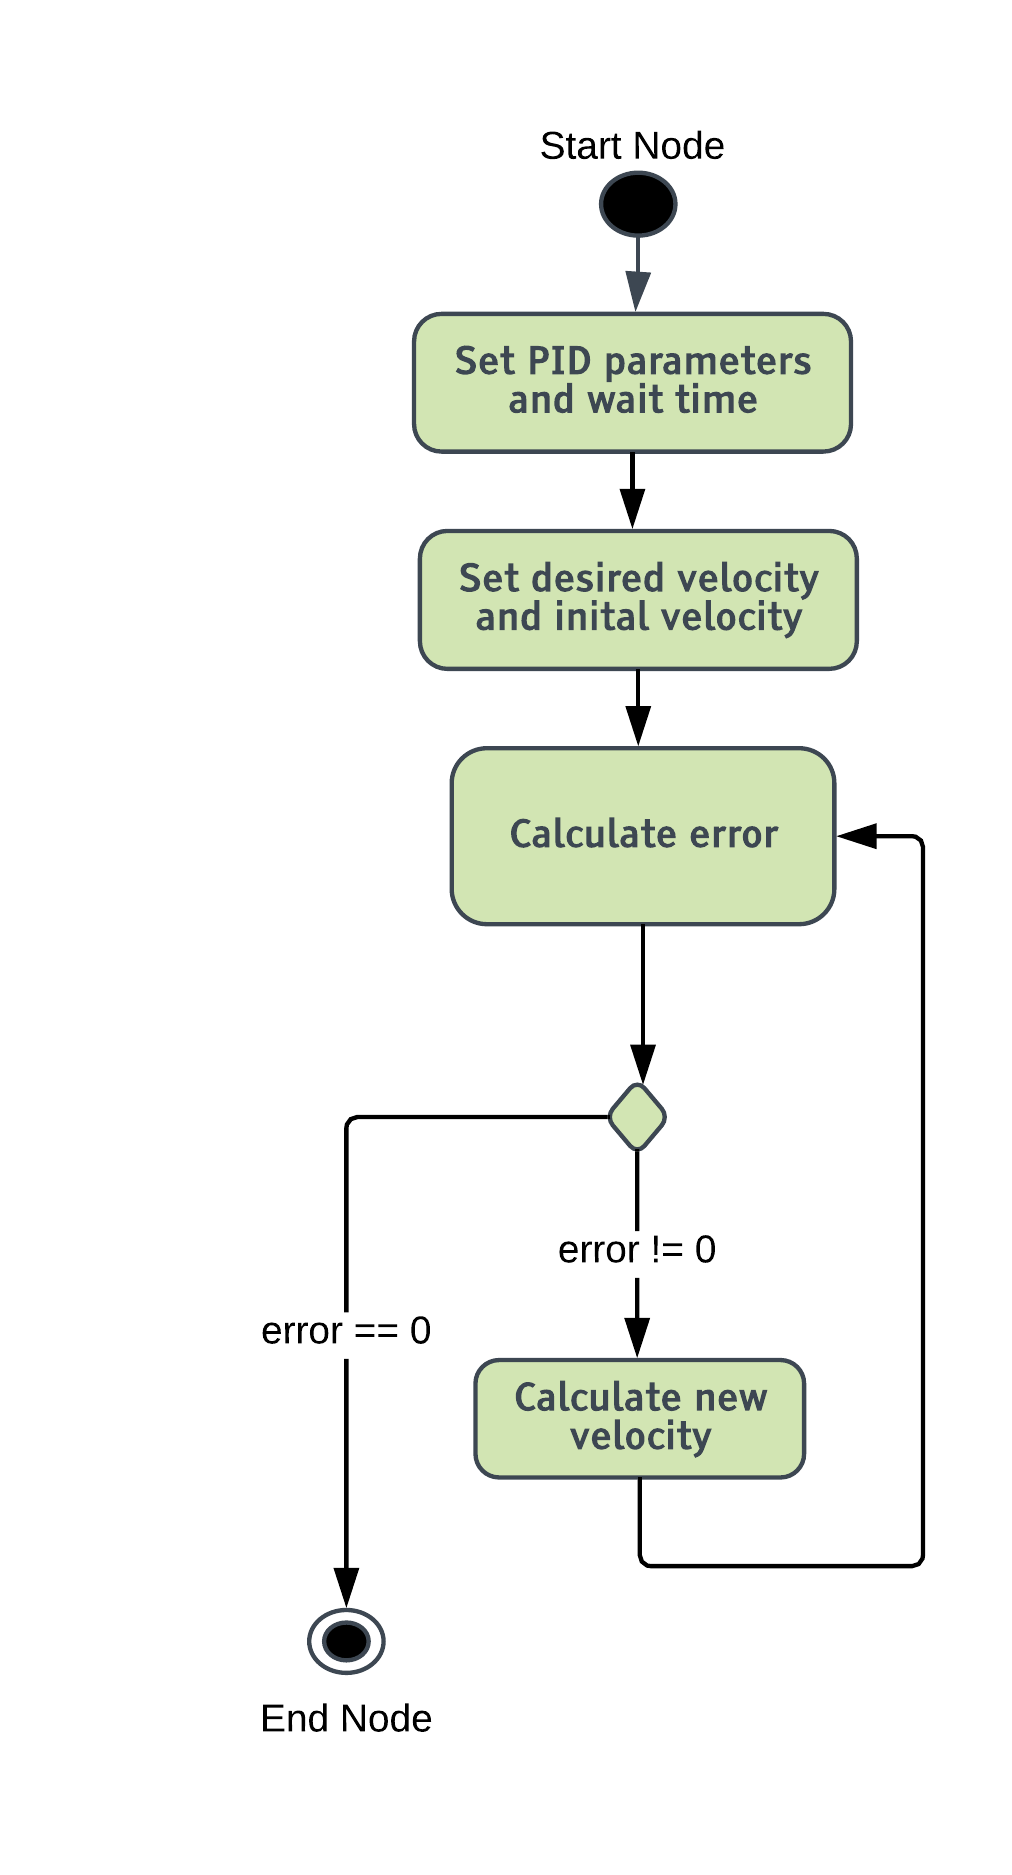 Start Node
Set PID parameters
and wait time
Set desired velocity
and inital velocity
Calculate error
error != 0
error == 0
Calculate new
velocity
End Node